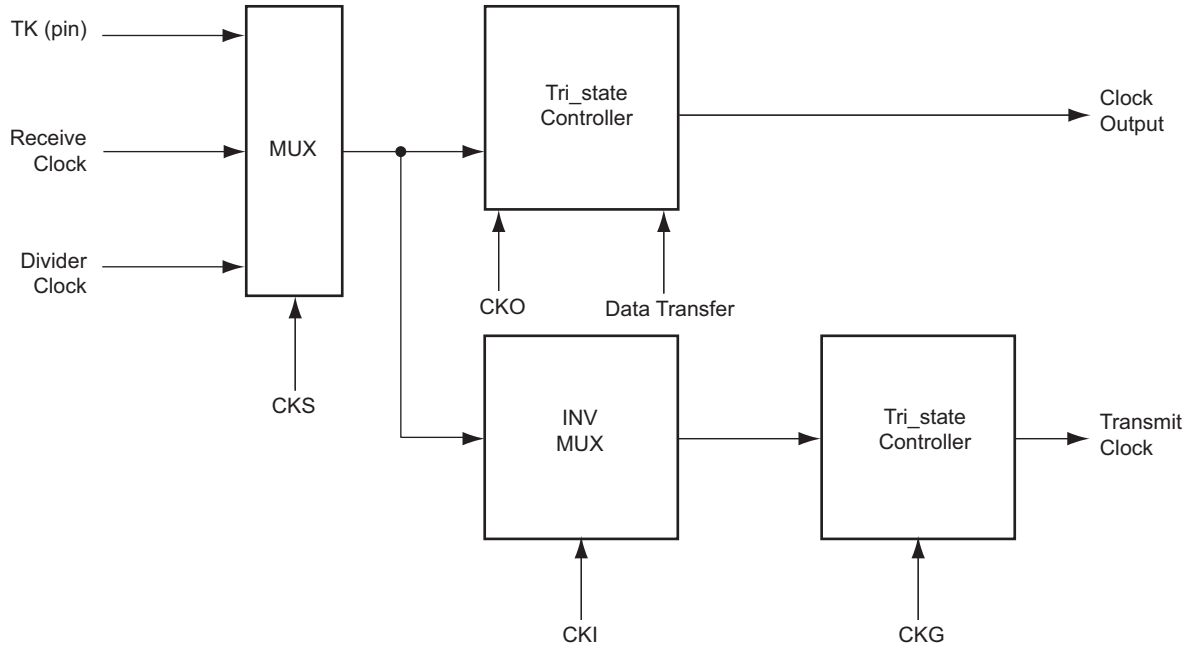 TK (pin)
Receive
Clock
Divider
Clock
MUX
CKS
Tri_state
Controller
CKO
Data Transfer
Clock
Output
INV
MUX
CKI
Tri_state
Controller
CKG
Transmit
Clock